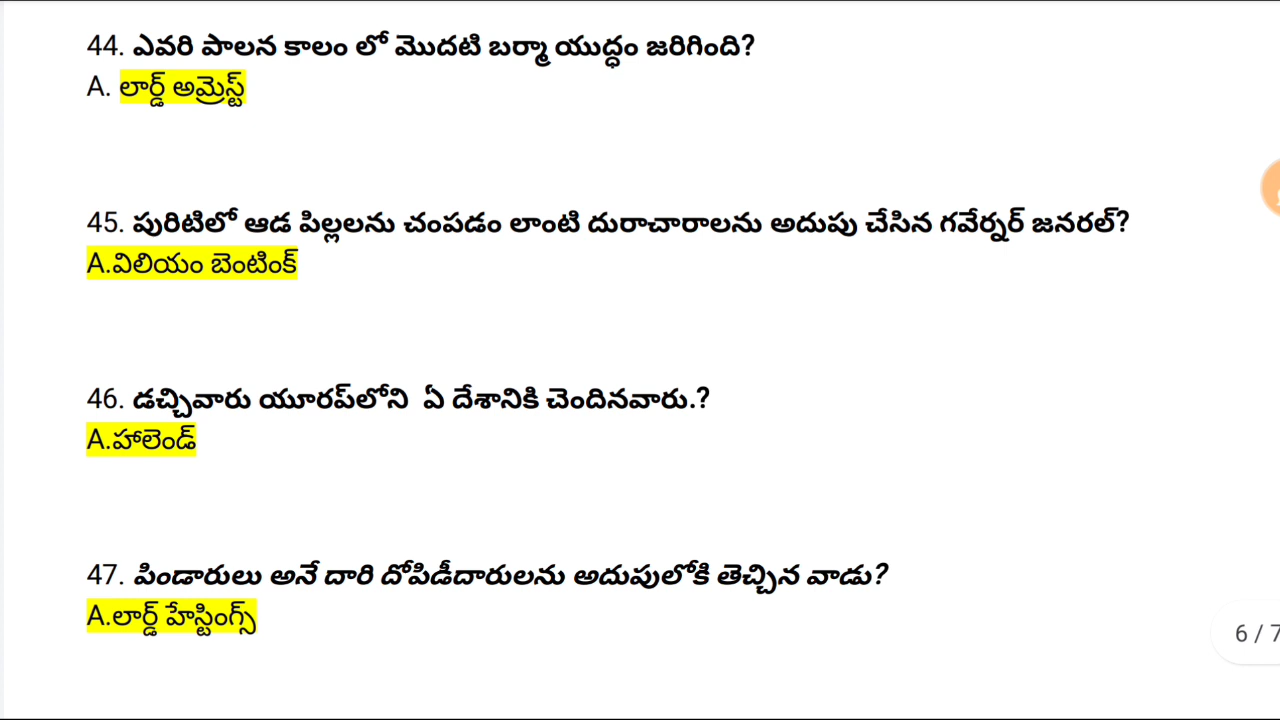 44. ఎవరి పాలన కాలం లో మొదటి బర్మా యుద్ధం జరిగింది?
A. లార్డ్ అమ్రెస్ట్
45. పురిటిలో ఆడ పిల్లలను చంపడం లాంటి దురాచారాలను అదుపు చేసిన గవేర్నర్ జనరల్?
A.విలియం బెంటింక్
46. డచ్చివారు యూరప్‌లోని ఏ దేశానికి చెందినవారు.?
A.హాలెండ్
47. పిండారులు అనే దారి దోపిడీదారులను అదుపులోకి తెచ్చిన వాడు?
A.లార్డ్ హేస్టింగ్స్
6 / 7